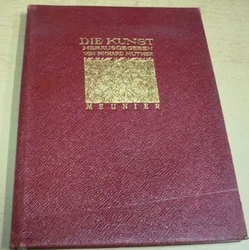 DIE KUNST
HERAUSGEGEBEN
VON RICHARD MUTHER
MEUNIER